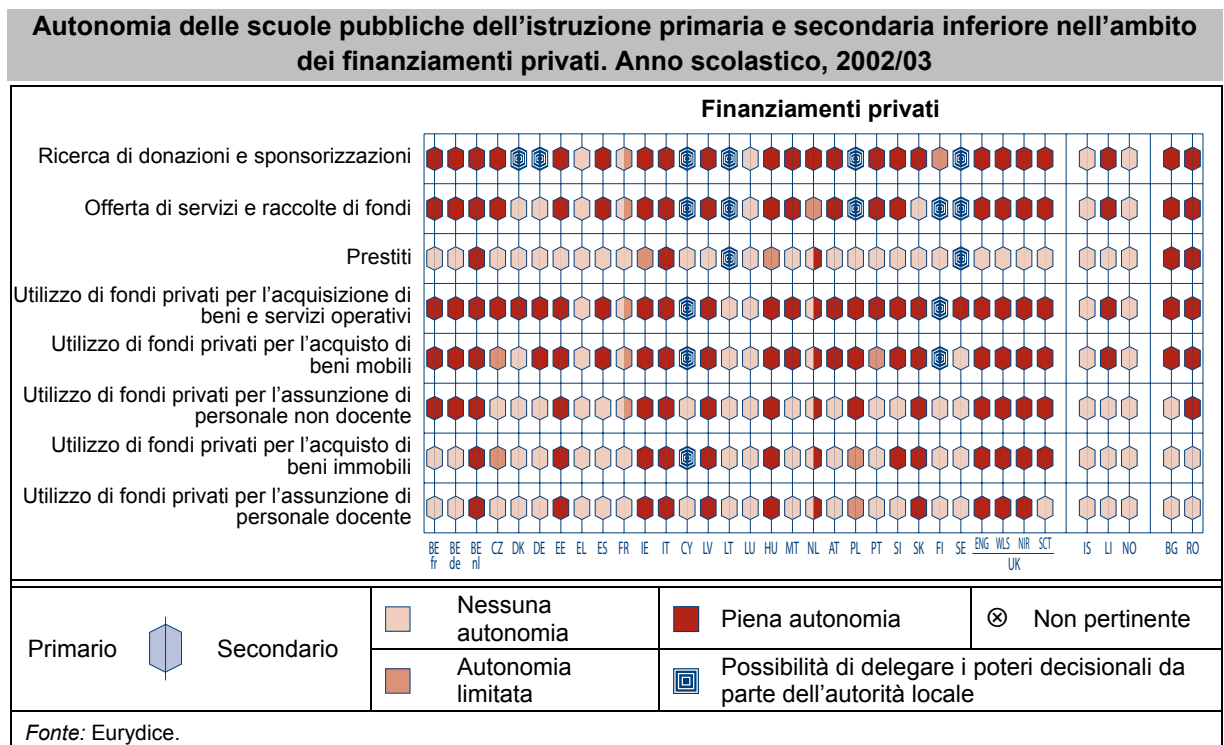 Autonomia delle scuole pubbliche dell’istruzione primaria e secondaria inferiore nell’ambito
dei finanziamenti privati. Anno scolastico, 2002/03
Finanziamenti privati
Ricerca di donazioni e sponsorizzazioni
Offerta di servizi e raccolte di fondi
Prestiti
Utilizzo di fondi privati per l’acquisizione di
beni e servizi operativi
Utilizzo di fondi privati per l’acquisto di
beni mobili
Utilizzo di fondi privati per l’assunzione di
personale non docente
Utilizzo di fondi privati per l’acquisto di
beni immobili
Utilizzo di fondi privati per l’assunzione di
personale docente
BE BE BE CZ DK DE EE EL ES FR IE IT CY LV LT LU HU MT NL AT PL PT SI SK FI SE ENG WLS NIR SCT IS LI NO BG RO
fr de nl UK
Primario Secondario
Nessuna
autonomia
Piena autonomia
⊗ Non pertinente
Autonomia
limitata
Possibilità di delegare i poteri decisionali da
parte dell’autorità locale
Fonte: Eurydice.